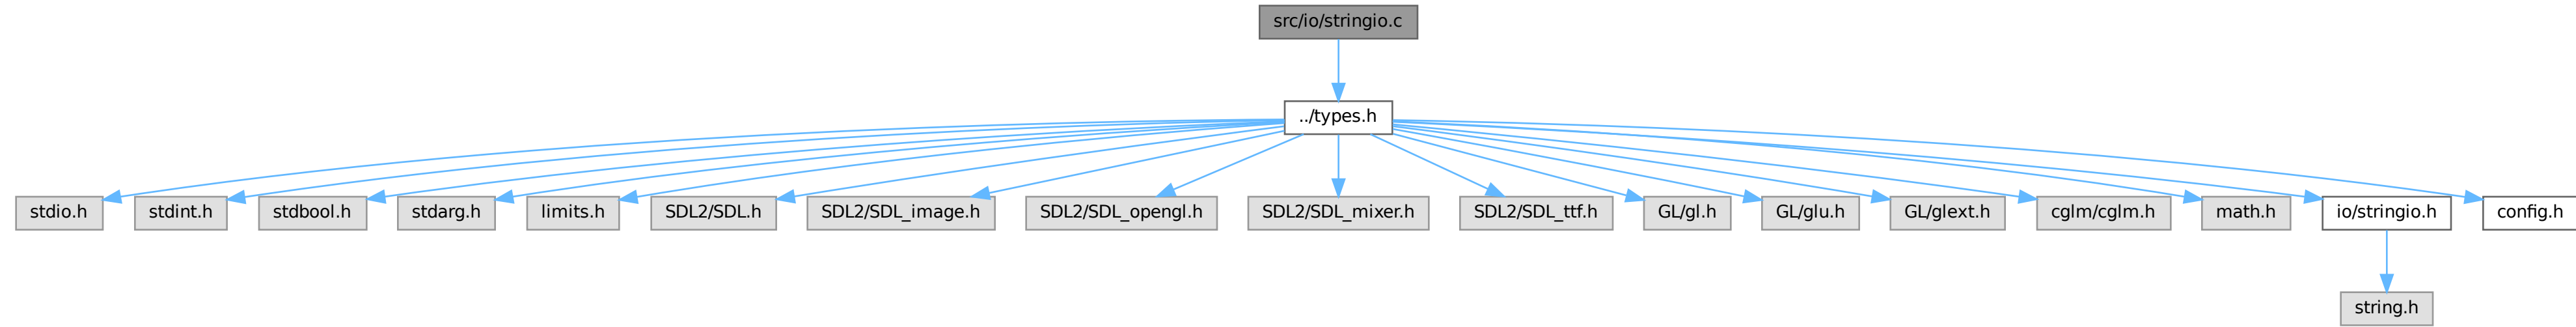 src/io/stringio.c
../types.h
stdio.h
stdint.h
stdbool.h
stdarg.h
limits.h
SDL2/SDL.h
SDL2/SDL_image.h
SDL2/SDL_opengl.h
SDL2/SDL_mixer.h
SDL2/SDL_ttf.h
GL/gl.h
GL/glu.h
GL/glext.h
cglm/cglm.h
math.h
io/stringio.h
config.h
string.h